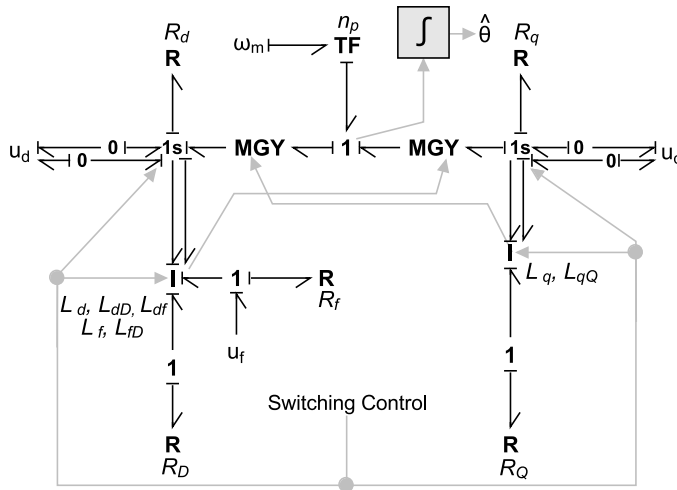 n_p
R_d
ω_m
TF
∫
θ̂
R_q
R
R
u_d
0
1s
MGY
1
MGY
1s
0
u_q
0
0
I
I
1
R
R_f
L_q, L_qQ
L_d, L_dD, L_df
L_f, L_fD
u_f
1
1
Switching Control
R
R_D
R
R_Q